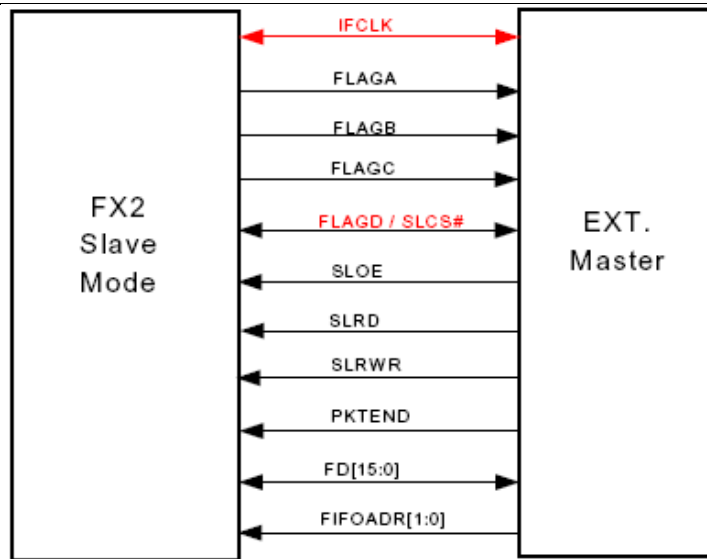 IFCLK
FLAGA
FLAGB
FLAGC
FX2
Slave
Mode
FLAGD / SLCS#
EXT.
Master
SLOE
SLRD
SLRWR
PKTEND
FD[15:0]
FIFOADR[1:0]